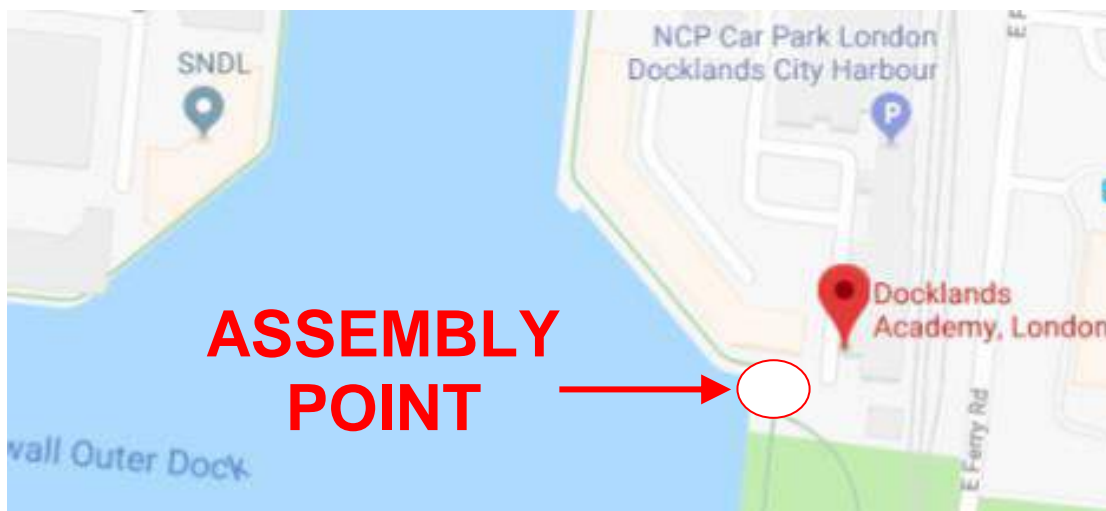 SNDL
NCP Car Park London
Docklands City Harbour
P
E F
Docklands
Academy, London
ASSEMBLY
POINT
wall Outer Dock
E Ferry Rd